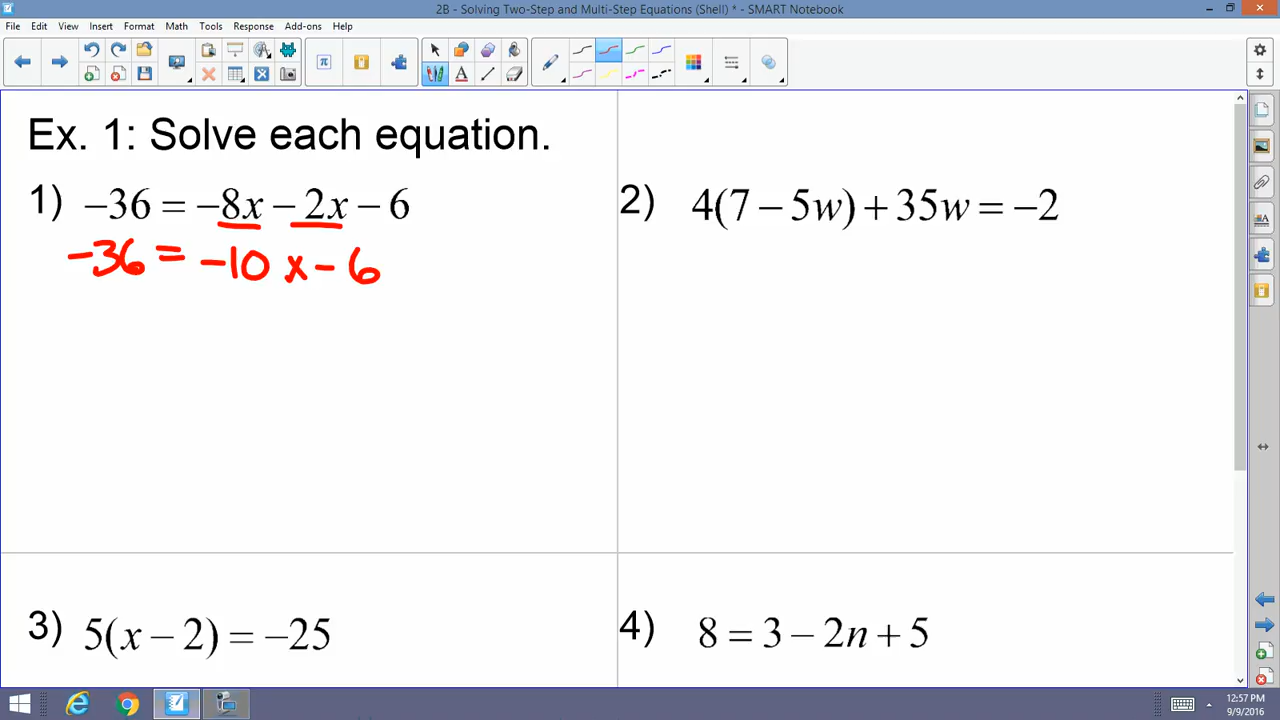 2B - Solving Two-Step and Multi-Step Equations (Shell) * - SMART Notebook
File Edit View Insert Format Math Tools Response Add-ons Help
Ex. 1: Solve each equation.
1) −36 = −8x − 2x − 6
-36 = -10x - 6
2) 4(7 − 5w) + 35w = −2
3) 5(x − 2) = −25
4) 8 = 3 − 2n + 5
12:57 PM
9/9/2016